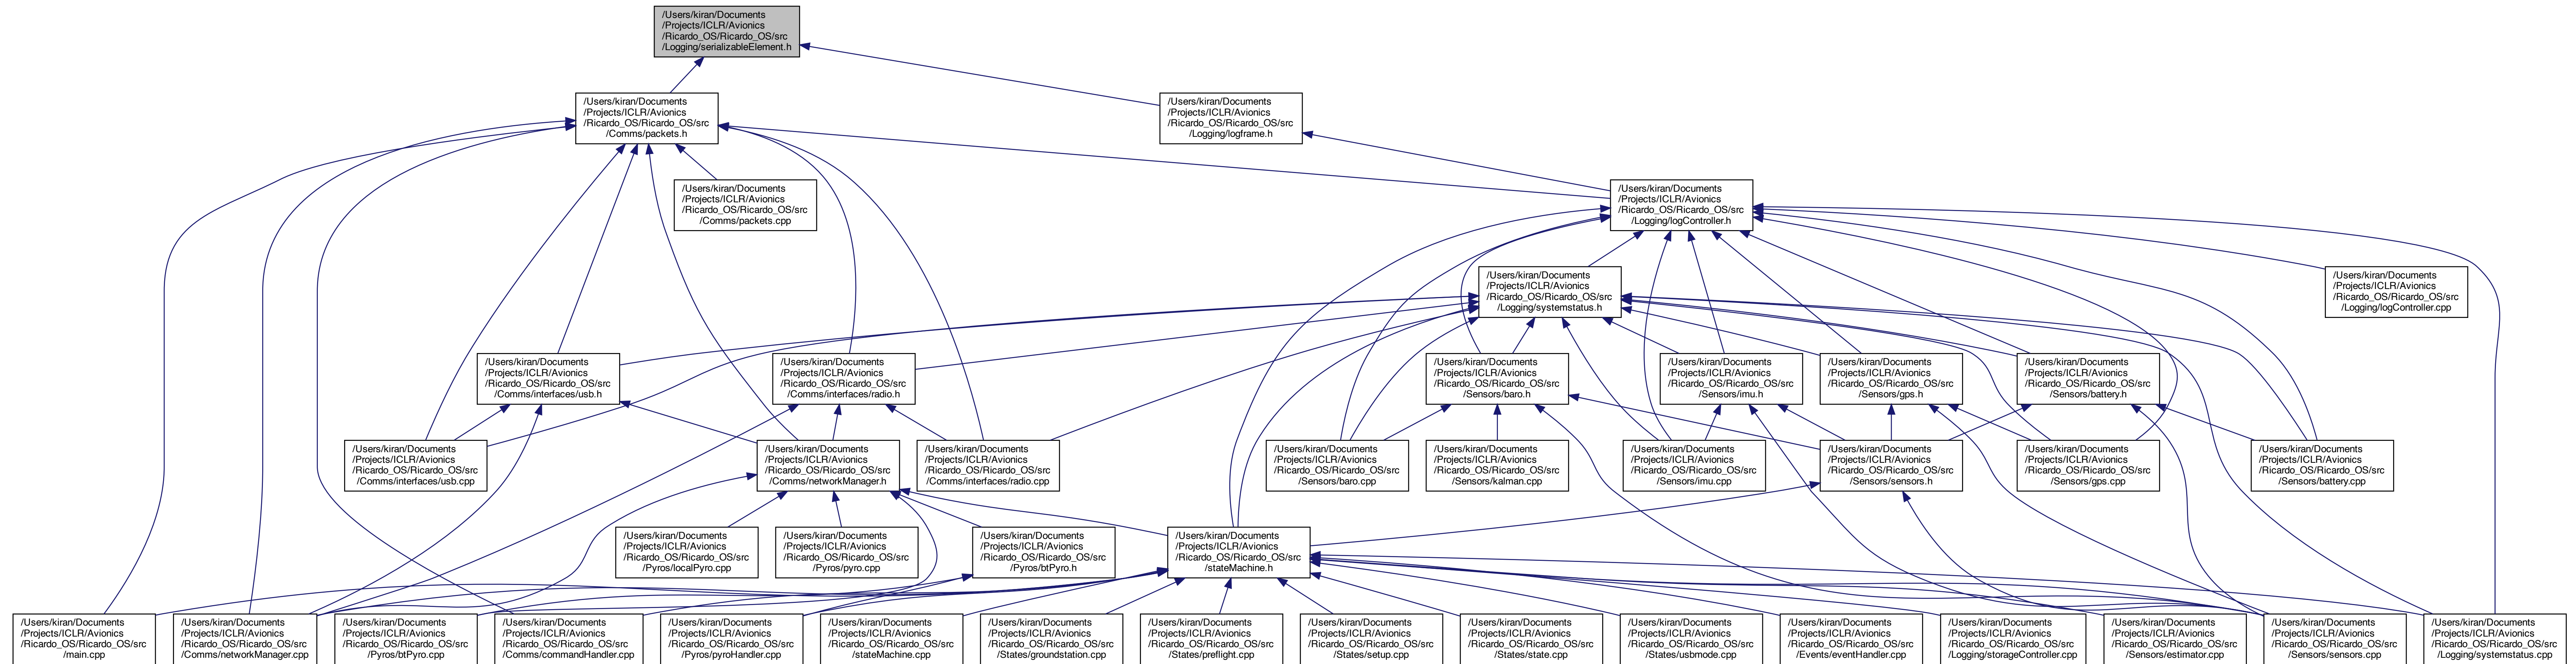 /Users/kiran/Documents
/Projects/ICLR/Avionics
/Ricardo_OS/Ricardo_OS/src
/Logging/serializableElement.h
/Users/kiran/Documents
/Projects/ICLR/Avionics
/Ricardo_OS/Ricardo_OS/src
/Comms/packets.h
/Users/kiran/Documents
/Projects/ICLR/Avionics
/Ricardo_OS/Ricardo_OS/src
/Logging/logframe.h
/Users/kiran/Documents
/Projects/ICLR/Avionics
/Ricardo_OS/Ricardo_OS/src
/Comms/packets.cpp
/Users/kiran/Documents
/Projects/ICLR/Avionics
/Ricardo_OS/Ricardo_OS/src
/Logging/logController.h
/Users/kiran/Documents
/Projects/ICLR/Avionics
/Ricardo_OS/Ricardo_OS/src
/Logging/systemstatus.h
/Users/kiran/Documents
/Projects/ICLR/Avionics
/Ricardo_OS/Ricardo_OS/src
/Logging/logController.cpp
/Users/kiran/Documents
/Projects/ICLR/Avionics
/Ricardo_OS/Ricardo_OS/src
/Comms/interfaces/usb.h
/Users/kiran/Documents
/Projects/ICLR/Avionics
/Ricardo_OS/Ricardo_OS/src
/Comms/interfaces/radio.h
/Users/kiran/Documents
/Projects/ICLR/Avionics
/Ricardo_OS/Ricardo_OS/src
/Sensors/baro.h
/Users/kiran/Documents
/Projects/ICLR/Avionics
/Ricardo_OS/Ricardo_OS/src
/Sensors/imu.h
/Users/kiran/Documents
/Projects/ICLR/Avionics
/Ricardo_OS/Ricardo_OS/src
/Sensors/gps.h
/Users/kiran/Documents
/Projects/ICLR/Avionics
/Ricardo_OS/Ricardo_OS/src
/Sensors/battery.h
/Users/kiran/Documents
/Projects/ICLR/Avionics
/Ricardo_OS/Ricardo_OS/src
/Comms/interfaces/usb.cpp
/Users/kiran/Documents
/Projects/ICLR/Avionics
/Ricardo_OS/Ricardo_OS/src
/Comms/networkManager.h
/Users/kiran/Documents
/Projects/ICLR/Avionics
/Ricardo_OS/Ricardo_OS/src
/Comms/interfaces/radio.cpp
/Users/kiran/Documents
/Projects/ICLR/Avionics
/Ricardo_OS/Ricardo_OS/src
/Sensors/baro.cpp
/Users/kiran/Documents
/Projects/ICLR/Avionics
/Ricardo_OS/Ricardo_OS/src
/Sensors/kalman.cpp
/Users/kiran/Documents
/Projects/ICLR/Avionics
/Ricardo_OS/Ricardo_OS/src
/Sensors/imu.cpp
/Users/kiran/Documents
/Projects/ICLR/Avionics
/Ricardo_OS/Ricardo_OS/src
/Sensors/sensors.h
/Users/kiran/Documents
/Projects/ICLR/Avionics
/Ricardo_OS/Ricardo_OS/src
/Sensors/gps.cpp
/Users/kiran/Documents
/Projects/ICLR/Avionics
/Ricardo_OS/Ricardo_OS/src
/Sensors/battery.cpp
/Users/kiran/Documents
/Projects/ICLR/Avionics
/Ricardo_OS/Ricardo_OS/src
/Pyros/localPyro.cpp
/Users/kiran/Documents
/Projects/ICLR/Avionics
/Ricardo_OS/Ricardo_OS/src
/Pyros/pyro.cpp
/Users/kiran/Documents
/Projects/ICLR/Avionics
/Ricardo_OS/Ricardo_OS/src
/Pyros/btPyro.h
/Users/kiran/Documents
/Projects/ICLR/Avionics
/Ricardo_OS/Ricardo_OS/src
/stateMachine.h
/Users/kiran/Documents
/Projects/ICLR/Avionics
/Ricardo_OS/Ricardo_OS/src
/main.cpp
/Users/kiran/Documents
/Projects/ICLR/Avionics
/Ricardo_OS/Ricardo_OS/src
/Comms/networkManager.cpp
/Users/kiran/Documents
/Projects/ICLR/Avionics
/Ricardo_OS/Ricardo_OS/src
/Pyros/btPyro.cpp
/Users/kiran/Documents
/Projects/ICLR/Avionics
/Ricardo_OS/Ricardo_OS/src
/Comms/commandHandler.cpp
/Users/kiran/Documents
/Projects/ICLR/Avionics
/Ricardo_OS/Ricardo_OS/src
/Pyros/pyroHandler.cpp
/Users/kiran/Documents
/Projects/ICLR/Avionics
/Ricardo_OS/Ricardo_OS/src
/stateMachine.cpp
/Users/kiran/Documents
/Projects/ICLR/Avionics
/Ricardo_OS/Ricardo_OS/src
/States/groundstation.cpp
/Users/kiran/Documents
/Projects/ICLR/Avionics
/Ricardo_OS/Ricardo_OS/src
/States/preflight.cpp
/Users/kiran/Documents
/Projects/ICLR/Avionics
/Ricardo_OS/Ricardo_OS/src
/States/setup.cpp
/Users/kiran/Documents
/Projects/ICLR/Avionics
/Ricardo_OS/Ricardo_OS/src
/States/state.cpp
/Users/kiran/Documents
/Projects/ICLR/Avionics
/Ricardo_OS/Ricardo_OS/src
/States/usbmode.cpp
/Users/kiran/Documents
/Projects/ICLR/Avionics
/Ricardo_OS/Ricardo_OS/src
/Events/eventHandler.cpp
/Users/kiran/Documents
/Projects/ICLR/Avionics
/Ricardo_OS/Ricardo_OS/src
/Logging/storageController.cpp
/Users/kiran/Documents
/Projects/ICLR/Avionics
/Ricardo_OS/Ricardo_OS/src
/Sensors/estimator.cpp
/Users/kiran/Documents
/Projects/ICLR/Avionics
/Ricardo_OS/Ricardo_OS/src
/Sensors/sensors.cpp
/Users/kiran/Documents
/Projects/ICLR/Avionics
/Ricardo_OS/Ricardo_OS/src
/Logging/systemstatus.cpp